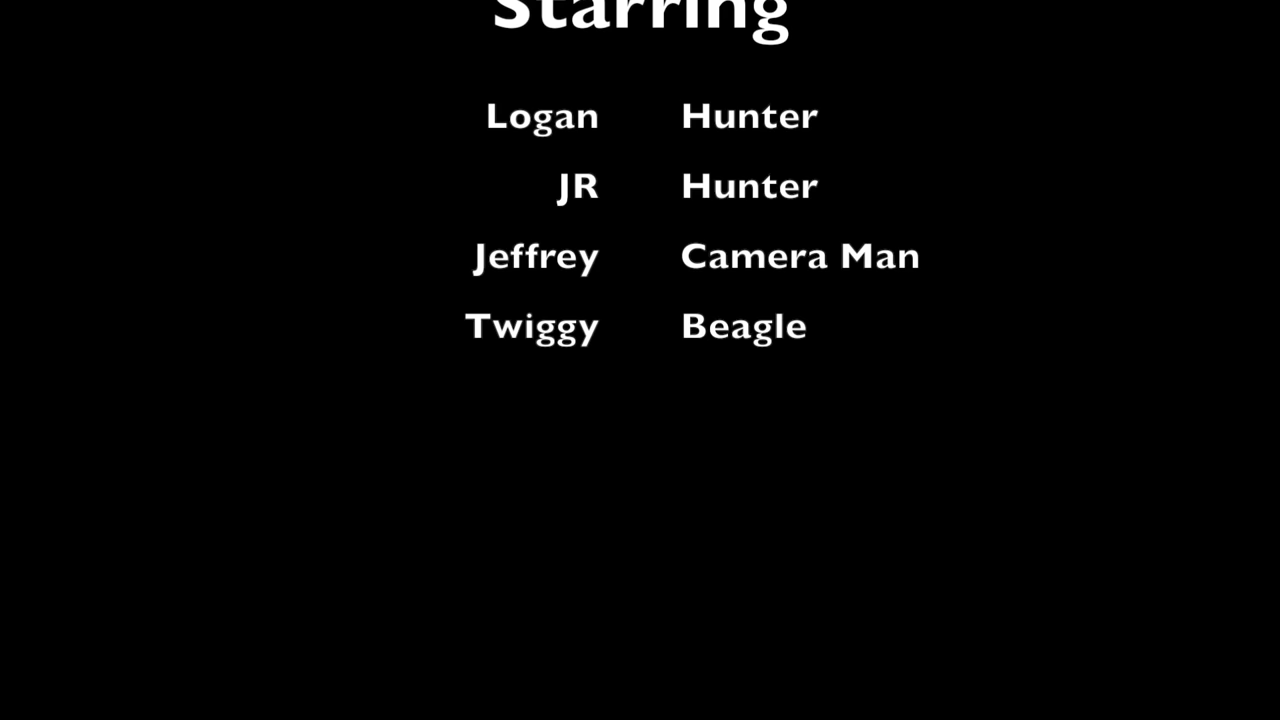 Starring
Logan Hunter
JR Hunter
Jeffrey Camera Man
Twiggy Beagle